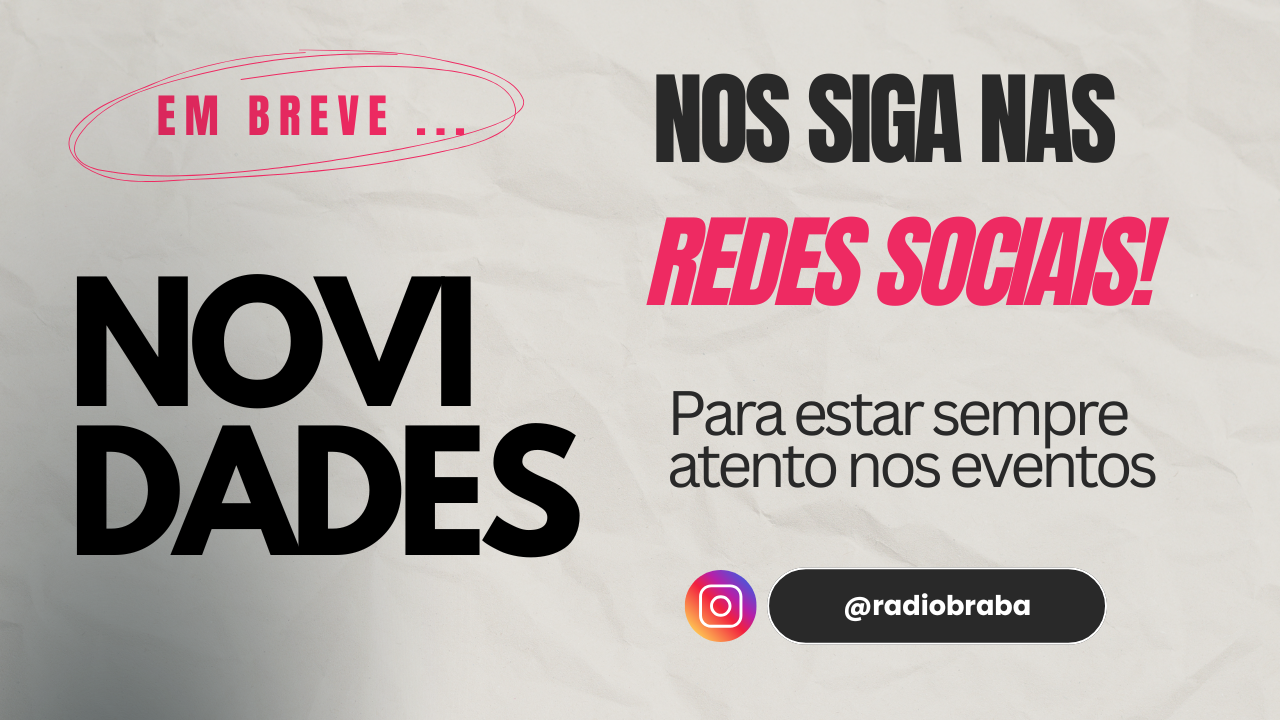 EM BREVE ...
NOVI
DADES
NOS SIGA NAS
REDES SOCIAIS!
Para estar sempre
atento nos eventos
@radiobraba